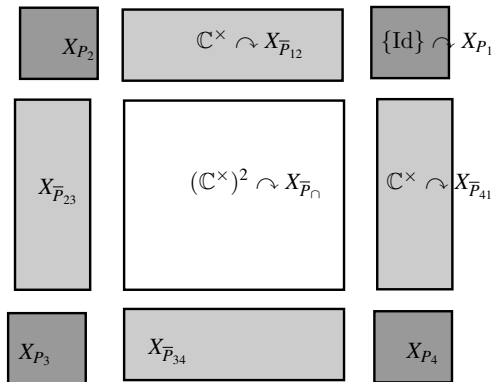 X_{P_2} ℂ^× ↷ X_{\overline{P}_{12}} {Id} ↷ X_{P_1}
X_{\overline{P}_{23}} (ℂ^×)^2 ↷ X_{\overline{P}_∩} ℂ^× ↷ X_{\overline{P}_{41}}
X_{P_3} X_{\overline{P}_{34}} X_{P_4}